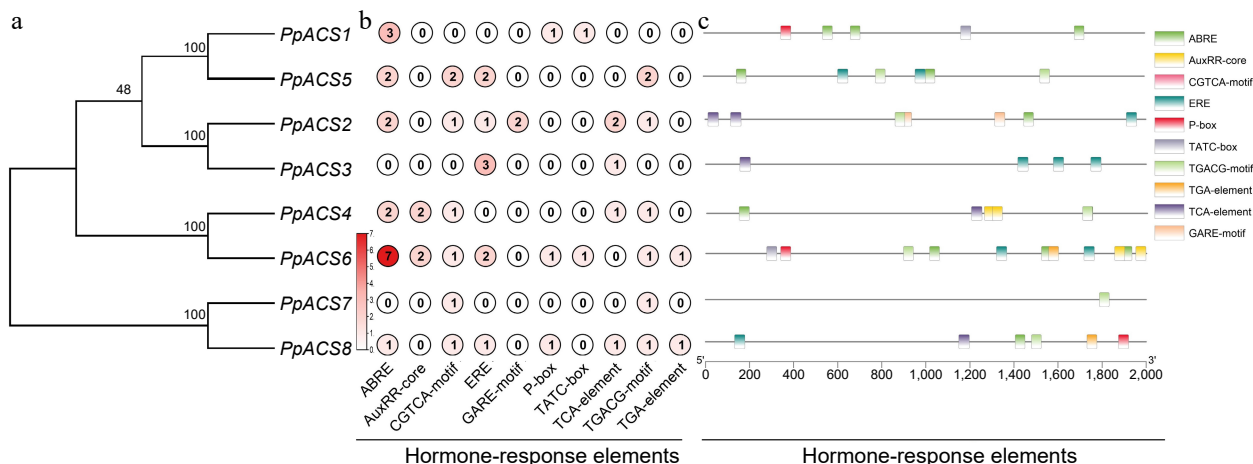 a
b
c
100
48
100
100
100
PpACS1
PpACS5
PpACS2
PpACS3
PpACS4
PpACS6
PpACS7
PpACS8
3 0 0 0 0 1 1 0 0 0
2 0 2 2 0 0 0 0 2 0
2 0 1 1 2 0 0 2 1 0
0 0 0 3 0 0 0 1 0 0
2 2 1 0 0 0 0 1 1 0
7 2 1 2 0 1 1 0 1 1
0 0 1 0 0 0 0 0 1 0
1 0 1 1 0 1 0 1 1 1
7
6
5
4
3
2
1
0
ABRE
AuxRR-core
CGTCA-motif
ERE
GARE-motif
P-box
TATC-box
TCA-element
TGACG-motif
TGA-element
Hormone-response elements
5' 3'
0 200 400 600 800 1,000 1,200 1,400 1,600 1,800 2,000
Hormone-response elements
ABRE
AuxRR-core
CGTCA-motif
ERE
P-box
TATC-box
TGACG-motif
TGA-element
TCA-element
GARE-motif